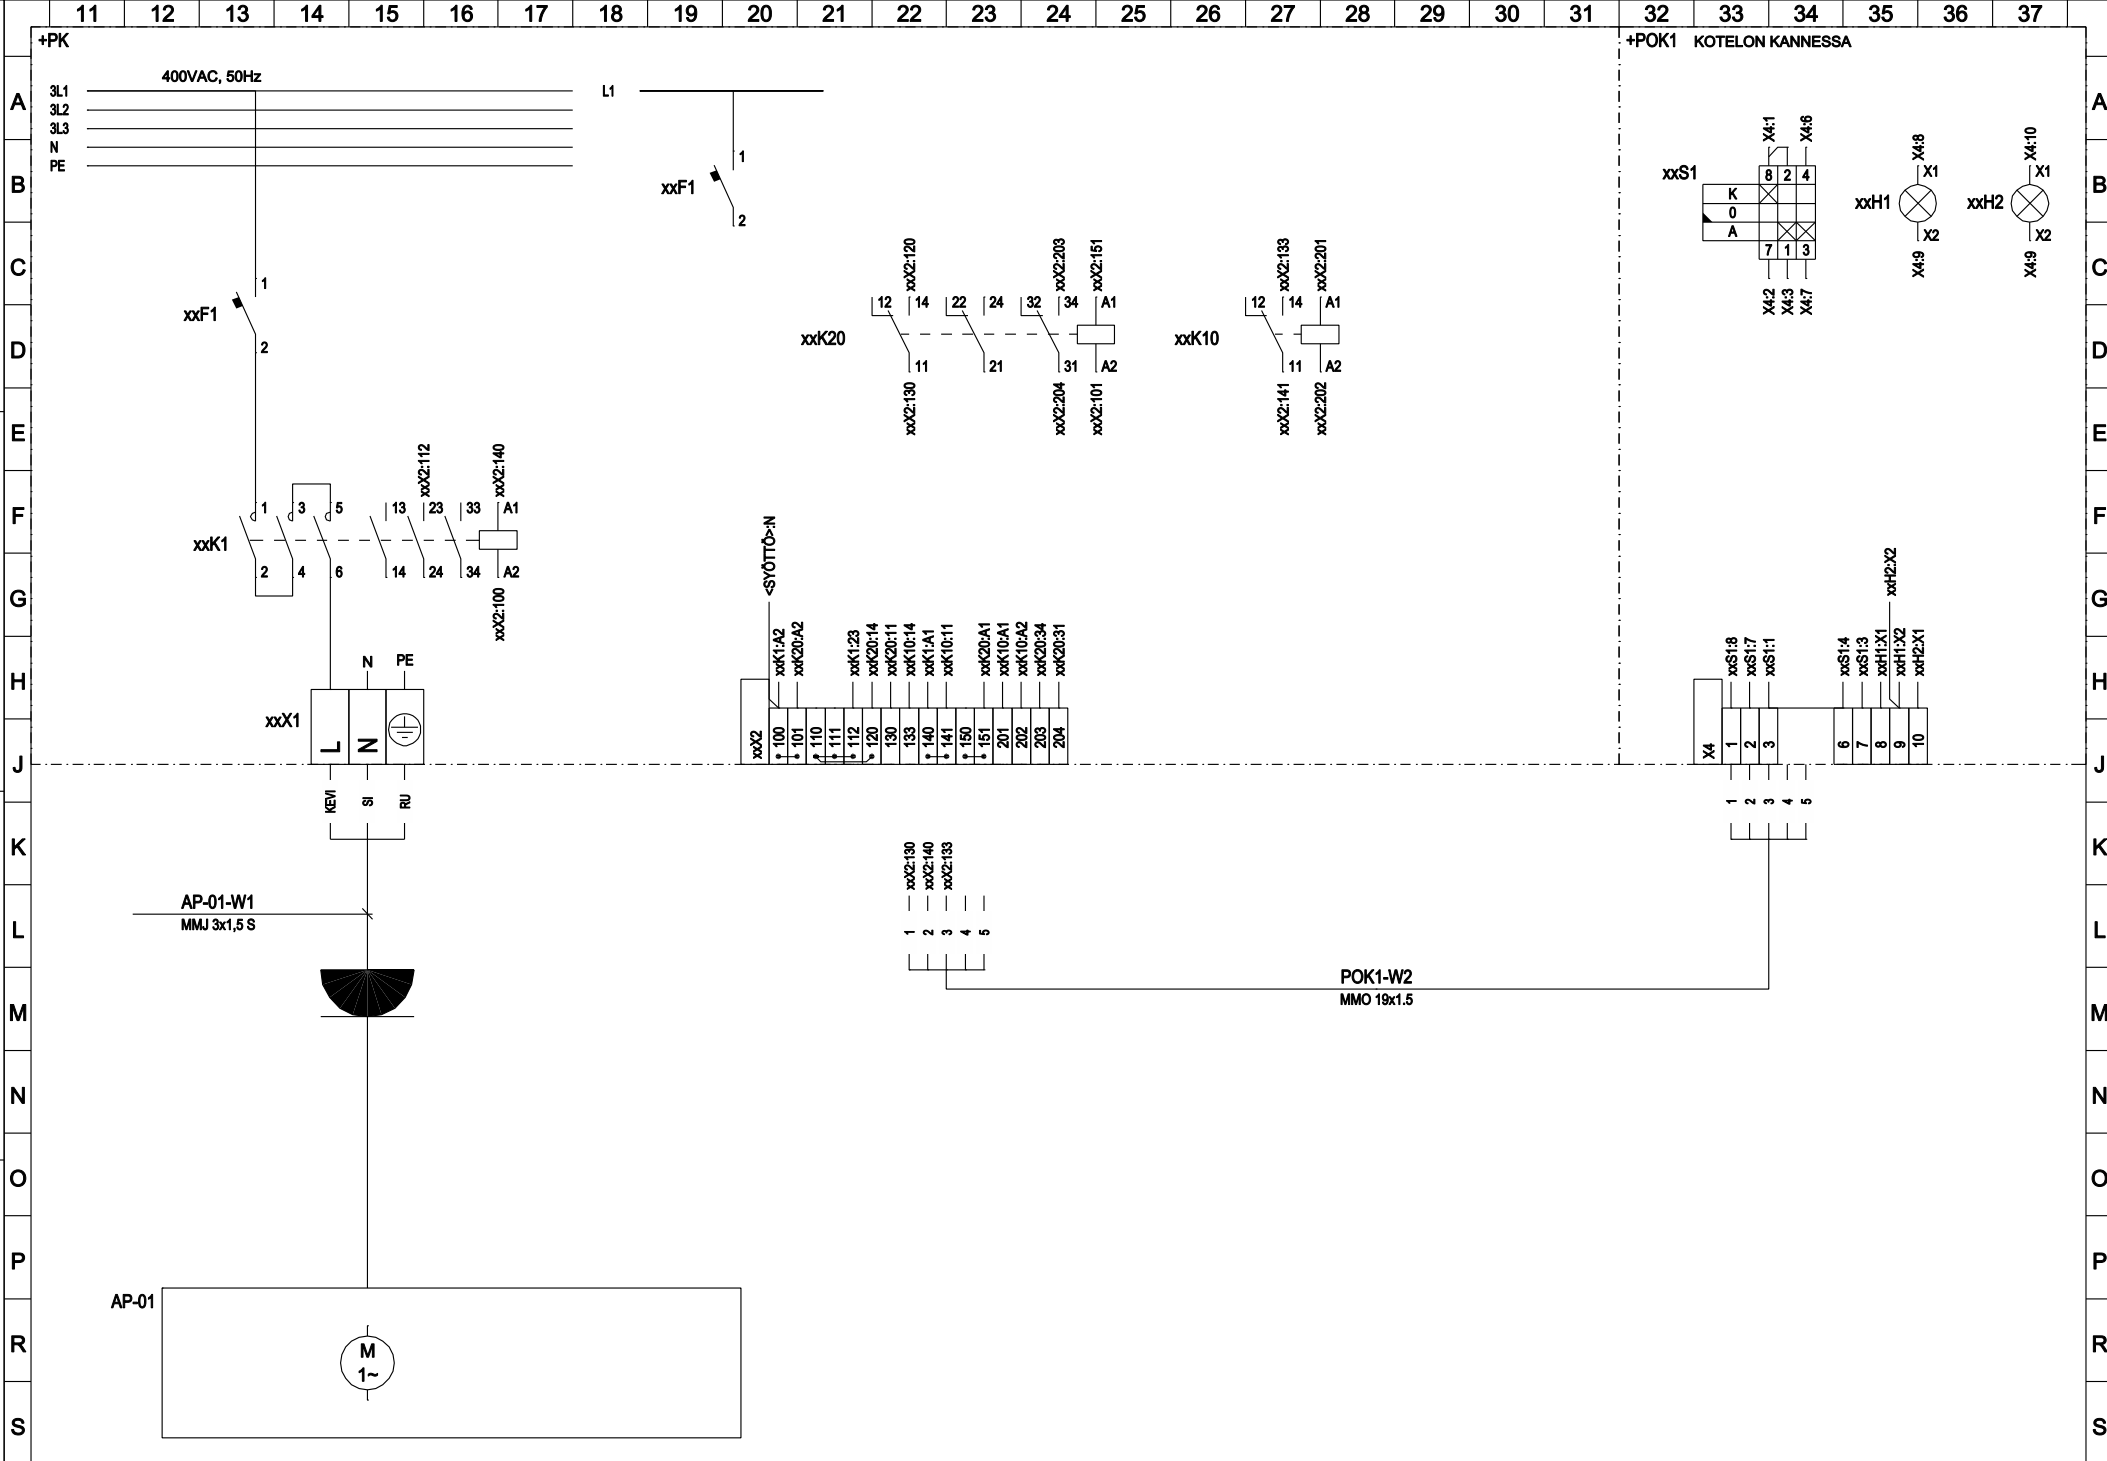 11 12 13 14 15 16 17 18 19 20 21 22 23 24 25 26 27 28 29 30 31 32 33 34 35 36 37
+PK
+POK1 KOTELON KANNESSA
400VAC, 50Hz
A 3L1 L1 A
3L2
3L3
N
PE
X4:1 X4:6
X4:8 X4:10
B B
xxF1 1 2
xxS1 8 2 4
K
0
A
7 1 3
X4:2 X4:3 X4:7
xxH1 X1 X2 X4:9
xxH2 X1 X2 X4:9
C C
xxF1 1 2
xxX2:120 xxX2:203 xxX2:151 xxX2:133 xxX2:201
12 14 22 24 32 34 A1 12 14 A1
xxK20 xxK10
D D
11 21 31 A2 11 A2
xxX2:130 xxX2:204 xxX2:101 xxX2:141 xxX2:202
E E
xxX2:112 xxX2:140
F F
1 3 5 13 23 33 A1
xxK1
2 4 6 14 24 34 A2
xxX2:100
G G
<SYÖTTÖ>:N
xxH2:X2
xxK1:A2 xxK20:A2 xxK1:23 xxK20:14 xxK20:11 xxK10:14 xxK1:A1 xxK10:11 xxK20:A1 xxK10:A1 xxK10:A2 xxK20:34 xxK20:31
xxS1:8 xxS1:7 xxS1:1 xxS1:4 xxS1:3 xxH1:X1 xxH1:X2 xxH2:X1
H H
N PE
xxX1 L N
xxX2 100 101 110 111 112 120 130 133 140 141 150 151 201 202 203 204
X4 1 2 3 6 7 8 9 10
J J
KEVI SI RU
1 2 3 4 5
K K
xxX2:130 xxX2:140 xxX2:133
AP-01-W1
MMJ 3x1,5 S
L L
1 2 3 4 5
POK1-W2
MMO 19x1.5
M M
N N
O O
P P
AP-01
R R
M
1~
S S